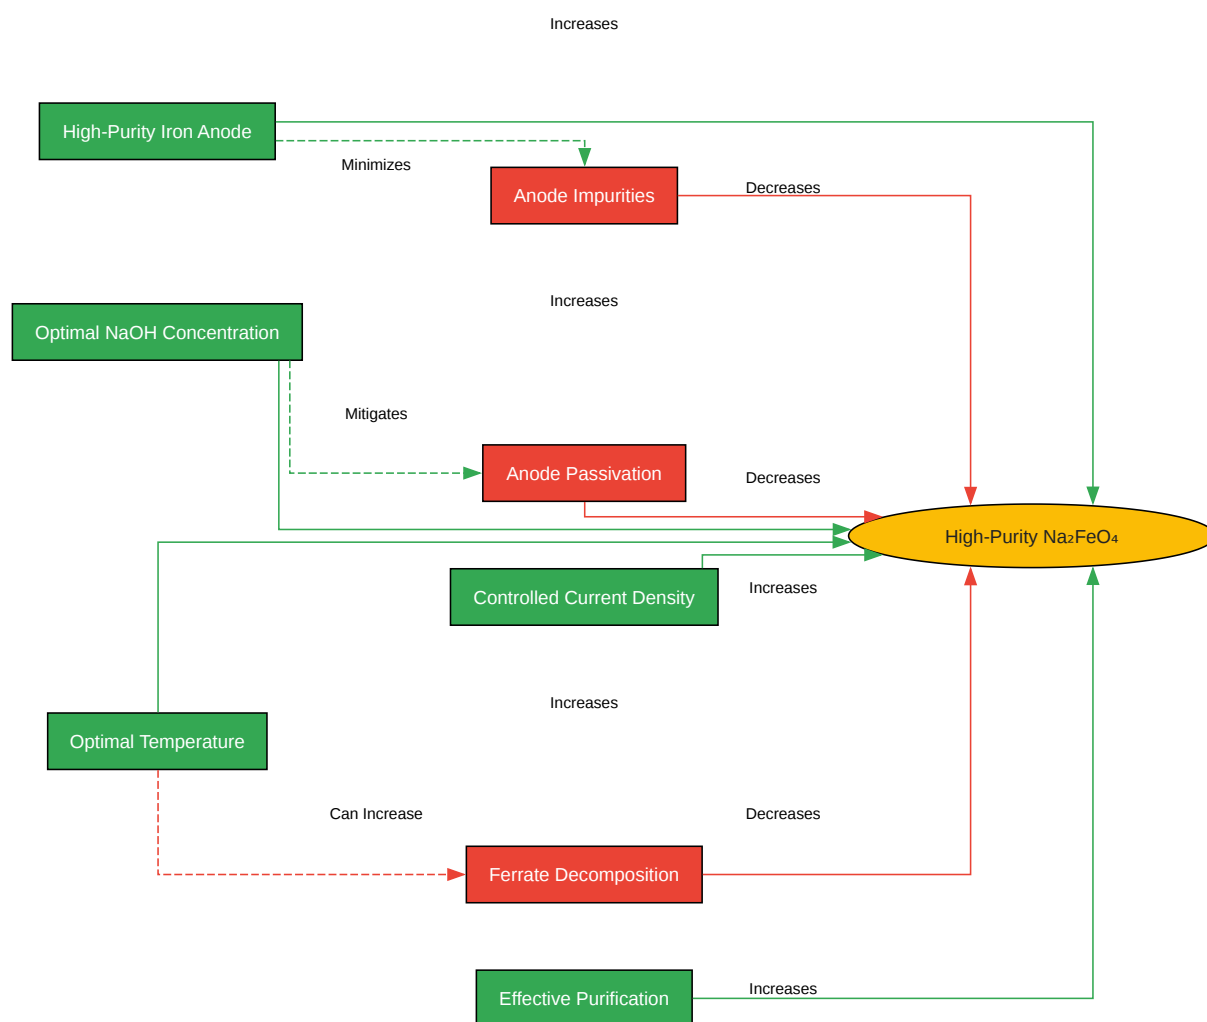 Increases
High-Purity Iron Anode
Minimizes
Decreases
Anode Impurities
Increases
Optimal NaOH Concentration
Mitigates
Anode Passivation
Decreases
High-Purity Na₂FeO₄
Controlled Current Density
Increases
Increases
Optimal Temperature
Can Increase
Decreases
Ferrate Decomposition
Effective Purification
Increases